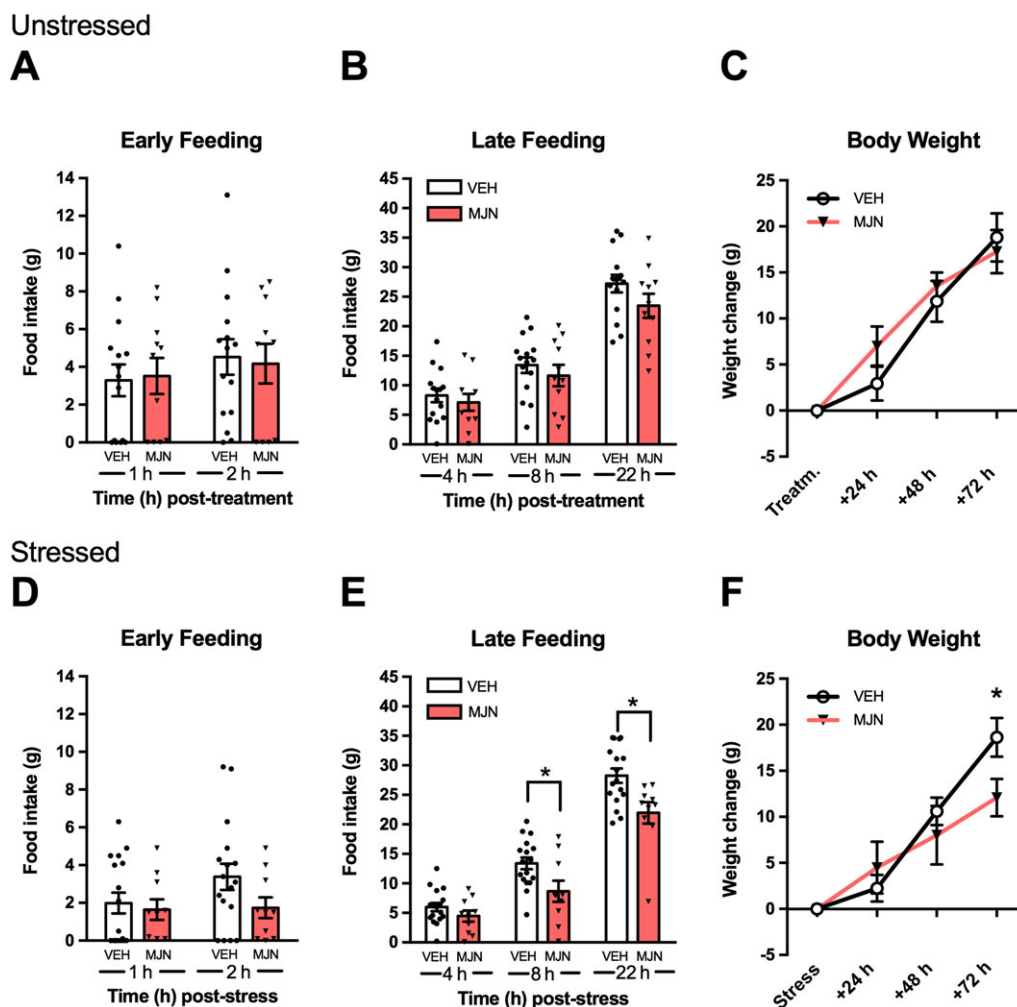 Unstressed
A
B
C
Early Feeding
Late Feeding
Body Weight
Food intake (g)
14
12
10
8
6
4
2
0
VEH MJN VEH MJN
1 h 2 h
Time (h) post-treatment
Food intake (g)
45
40
35
30
25
20
15
10
5
0
VEH
MJN
VEH MJN VEH MJN VEH MJN
4 h 8 h 22 h
Time (h) post-treatment
Weight change (g)
25
20
15
10
5
0
-5
VEH
MJN
Treatm. +24 h +48 h +72 h
Stressed
D
E
F
Early Feeding
Late Feeding
Body Weight
Food intake (g)
14
12
10
8
6
4
2
0
VEH MJN VEH MJN
1 h 2 h
Time (h) post-stress
Food intake (g)
45
40
35
30
25
20
15
10
5
0
VEH
MJN
*
*
VEH MJN VEH MJN VEH MJN
4 h 8 h 22 h
Time (h) post-stress
Weight change (g)
25
20
15
10
5
0
-5
VEH
MJN
*
Stress +24 h +48 h +72 h